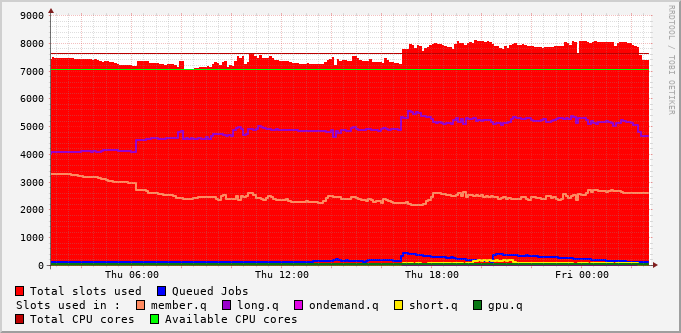 RRDTOOL / TOBI OETIKER
9000
8000
7000
6000
5000
4000
3000
2000
1000
0
Thu 06:00 Thu 12:00 Thu 18:00 Fri 00:00
Total slots used Queued Jobs
Slots used in : member.q long.q ondemand.q short.q gpu.q
Total CPU cores Available CPU cores